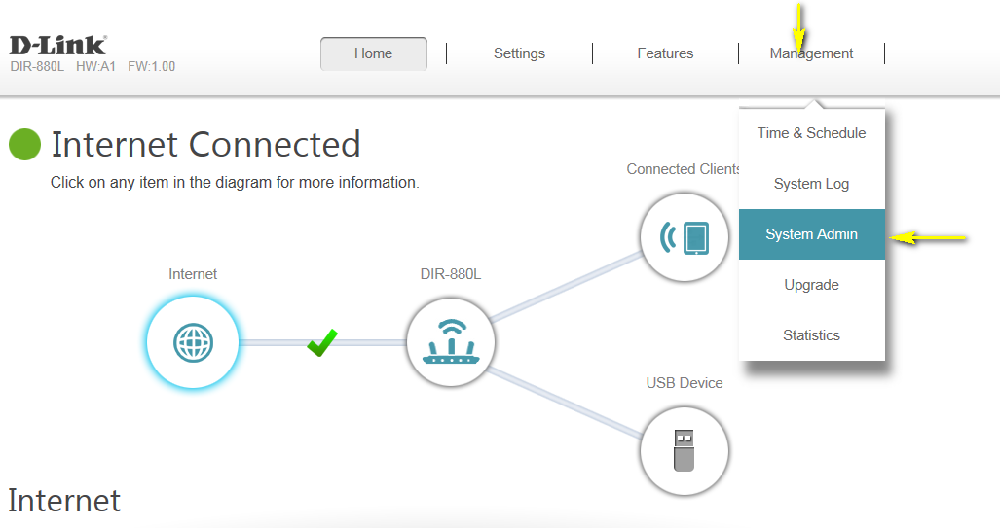 D-Link®
DIR-880L HW:A1 FW:1.00
Home Settings Features Management
Time & Schedule
System Log
System Admin
Upgrade
Statistics
Internet Connected
Click on any item in the diagram for more information.
Connected Clients
Internet
DIR-880L
USB Device
Internet